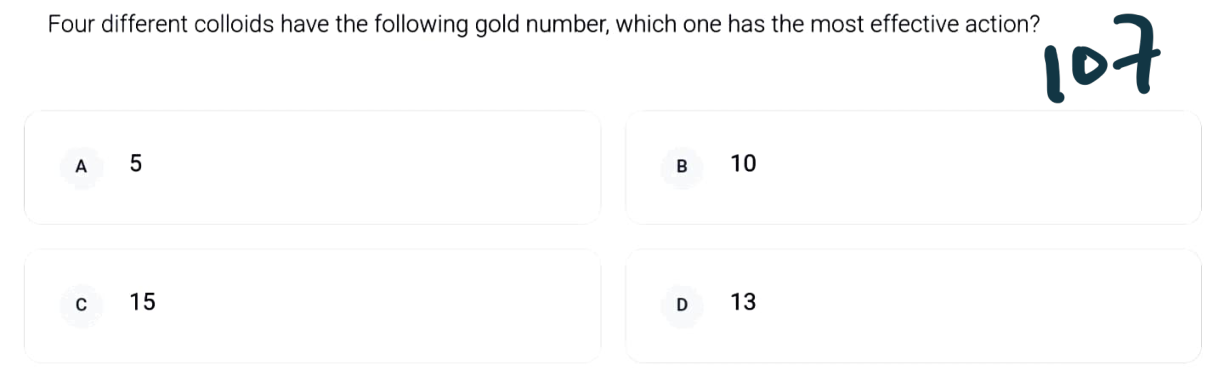 Four different colloids have the following gold number, which one has the most effective action?
107
A 5
B 10
C 15
D 13